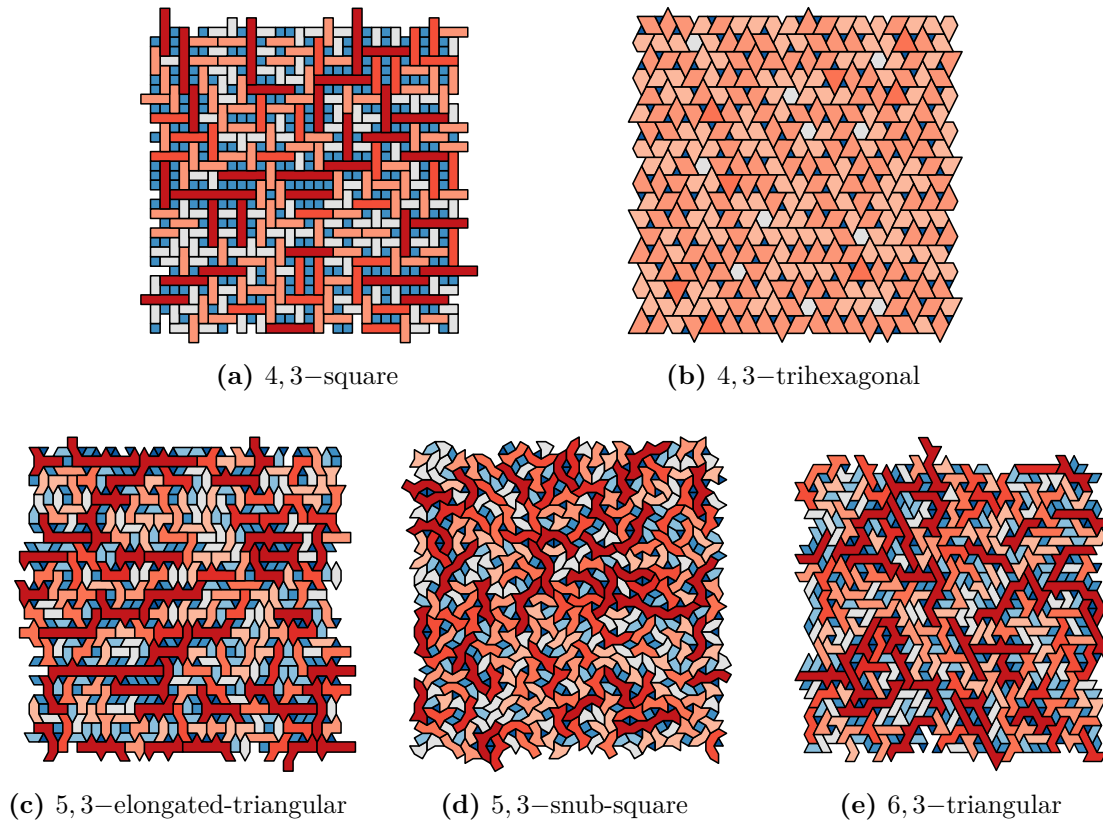 (a) 4, 3−square
(b) 4, 3−trihexagonal
(c) 5, 3−elongated-triangular
(d) 5, 3−snub-square
(e) 6, 3−triangular